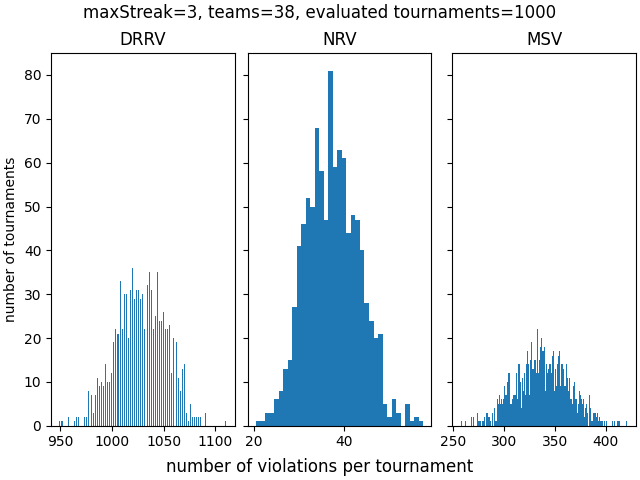 maxStreak=3, teams=38, evaluated tournaments=1000
DRRV NRV MSV
80
70
60
50
40
30
20
10
0
number of tournaments
950 1000 1050 1100 20 40 250 300 350 400
number of violations per tournament